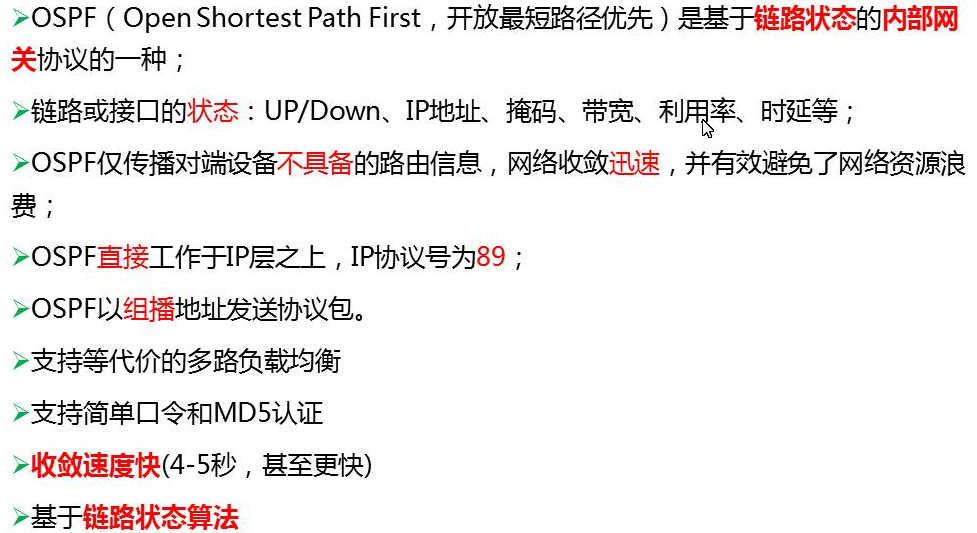 ➢OSPF（Open Shortest Path First，开放最短路径优先）是基于链路状态的内部网
关协议的一种；
➢链路或接口的状态：UP/Down、IP地址、掩码、带宽、利用率、时延等；
➢OSPF仅传播对端设备不具备的路由信息，网络收敛迅速，并有效避免了网络资源浪
费；
➢OSPF直接工作于IP层之上，IP协议号为89；
➢OSPF以组播地址发送协议包。
➢支持等代价的多路负载均衡
➢支持简单口令和MD5认证
➢收敛速度快(4-5秒，甚至更快)
➢基于链路状态算法